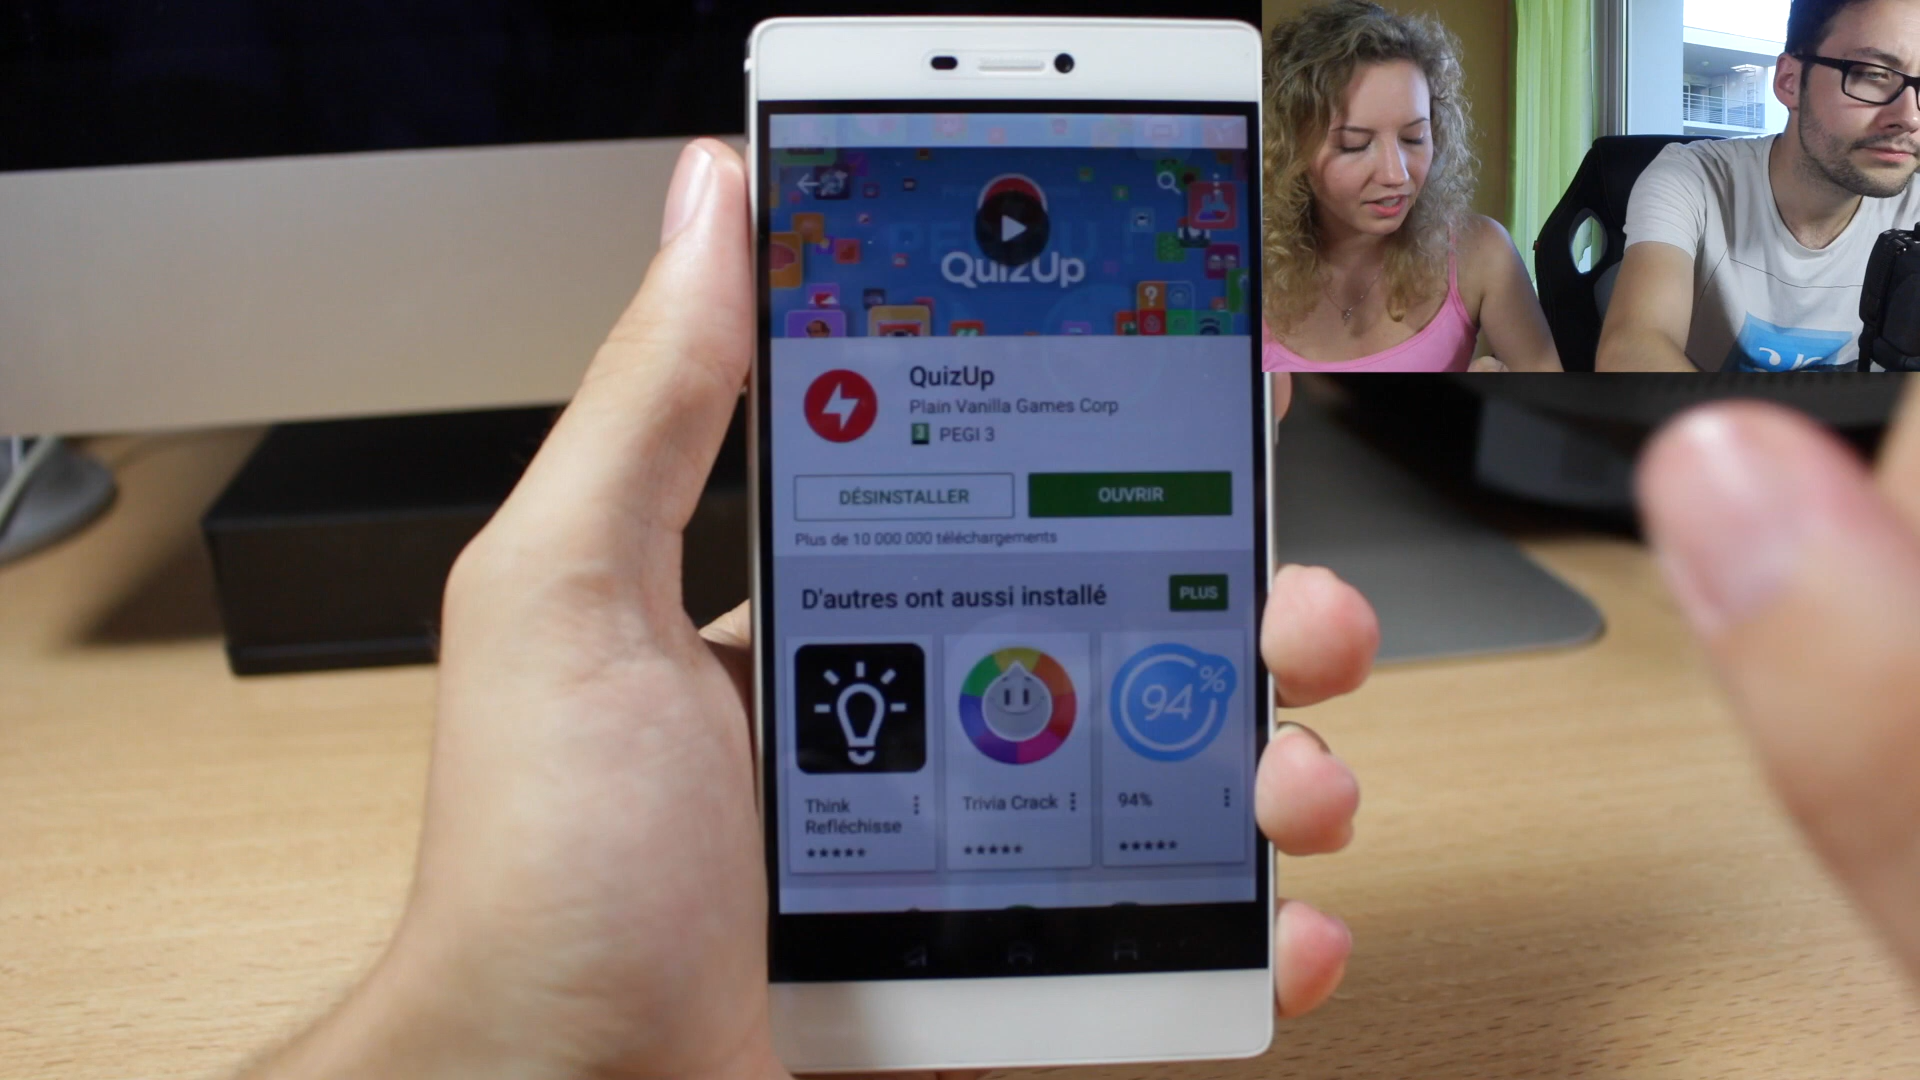 QuizUp
QuizUp
Plain Vanilla Games Corp
3 PEGI 3
DÉSINSTALLER
OUVRIR
Plus de 10 000 000 téléchargements
D'autres ont aussi installé
PLUS
94%
Think
Refléchisse
Trivia Crack
94%